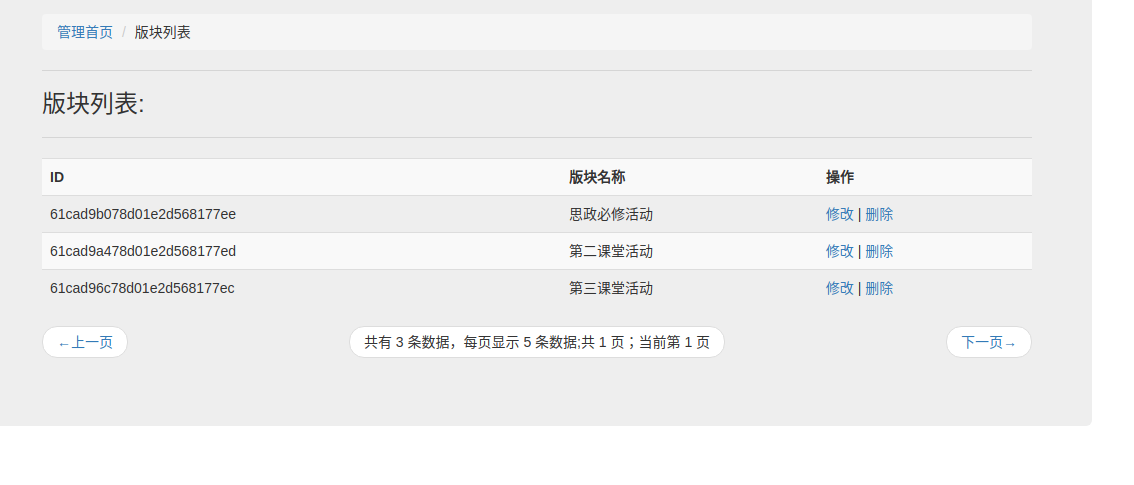 管理首页 / 版块列表
版块列表:
ID 版块名称 操作
61cad9b078d01e2d568177ee 思政必修活动 修改 | 删除
61cad9a478d01e2d568177ed 第二课堂活动 修改 | 删除
61cad96c78d01e2d568177ec 第三课堂活动 修改 | 删除
←上一页 共有 3 条数据，每页显示 5 条数据;共 1 页；当前第 1 页 下一页→